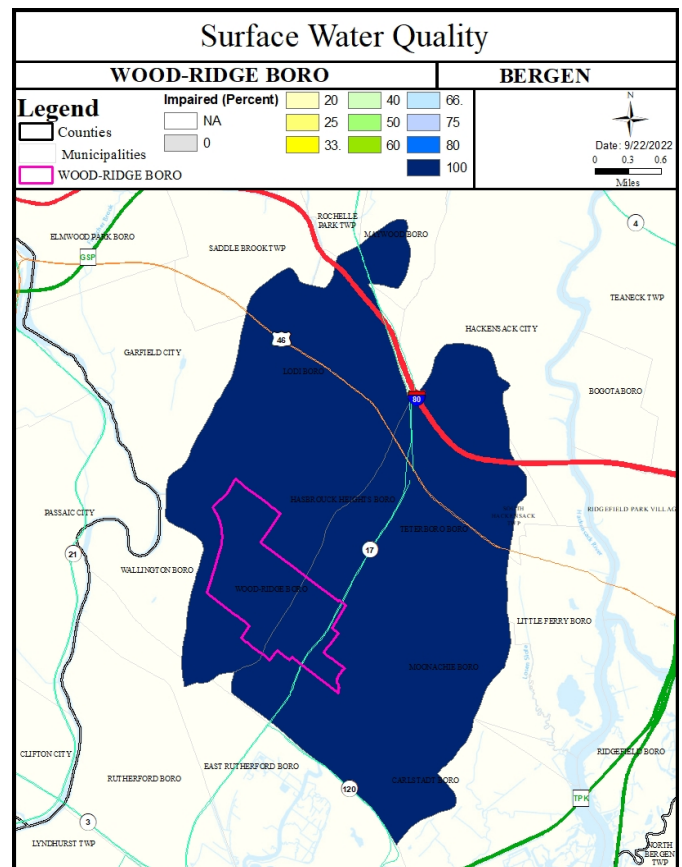 Surface Water Quality
WOOD-RIDGE BORO
BERGEN
Legend
Counties
Municipalities
WOOD-RIDGE BORO
Impaired (Percent)
NA
0
20
25
33.
40
50
60
66.
75
80
100
N
Date: 9/22/2022
0 0.3 0.6
Miles
ROCHELLE
PARK TWP
MAYWOOD BORO
4
ELMWOOD PARK BORO
SADDLE BROOK TWP
GSP
TEANECK TWP
HACKENSACK CITY
46
GARFIELD CITY
LODI BORO
BOGOTA BORO
80
HASBROUCK HEIGHTS BORO
PASSAIC CITY
SOUTH
HACKENSACK
TWP
RIDGEFIELD PARK VILLAG
TETERBORO BORO
21
17
WALLINGTON BORO
WOOD-RIDGE BORO
LITTLE FERRY BORO
MOONACHIE BORO
CLIFTON CITY
RIDGEFIELD BORO
EAST RUTHERFORD BORO
RUTHERFORD BORO
CARLSTADT BORO
120
TPK
3
LYNDHURST TWP
NORTH
BERGEN
TWP